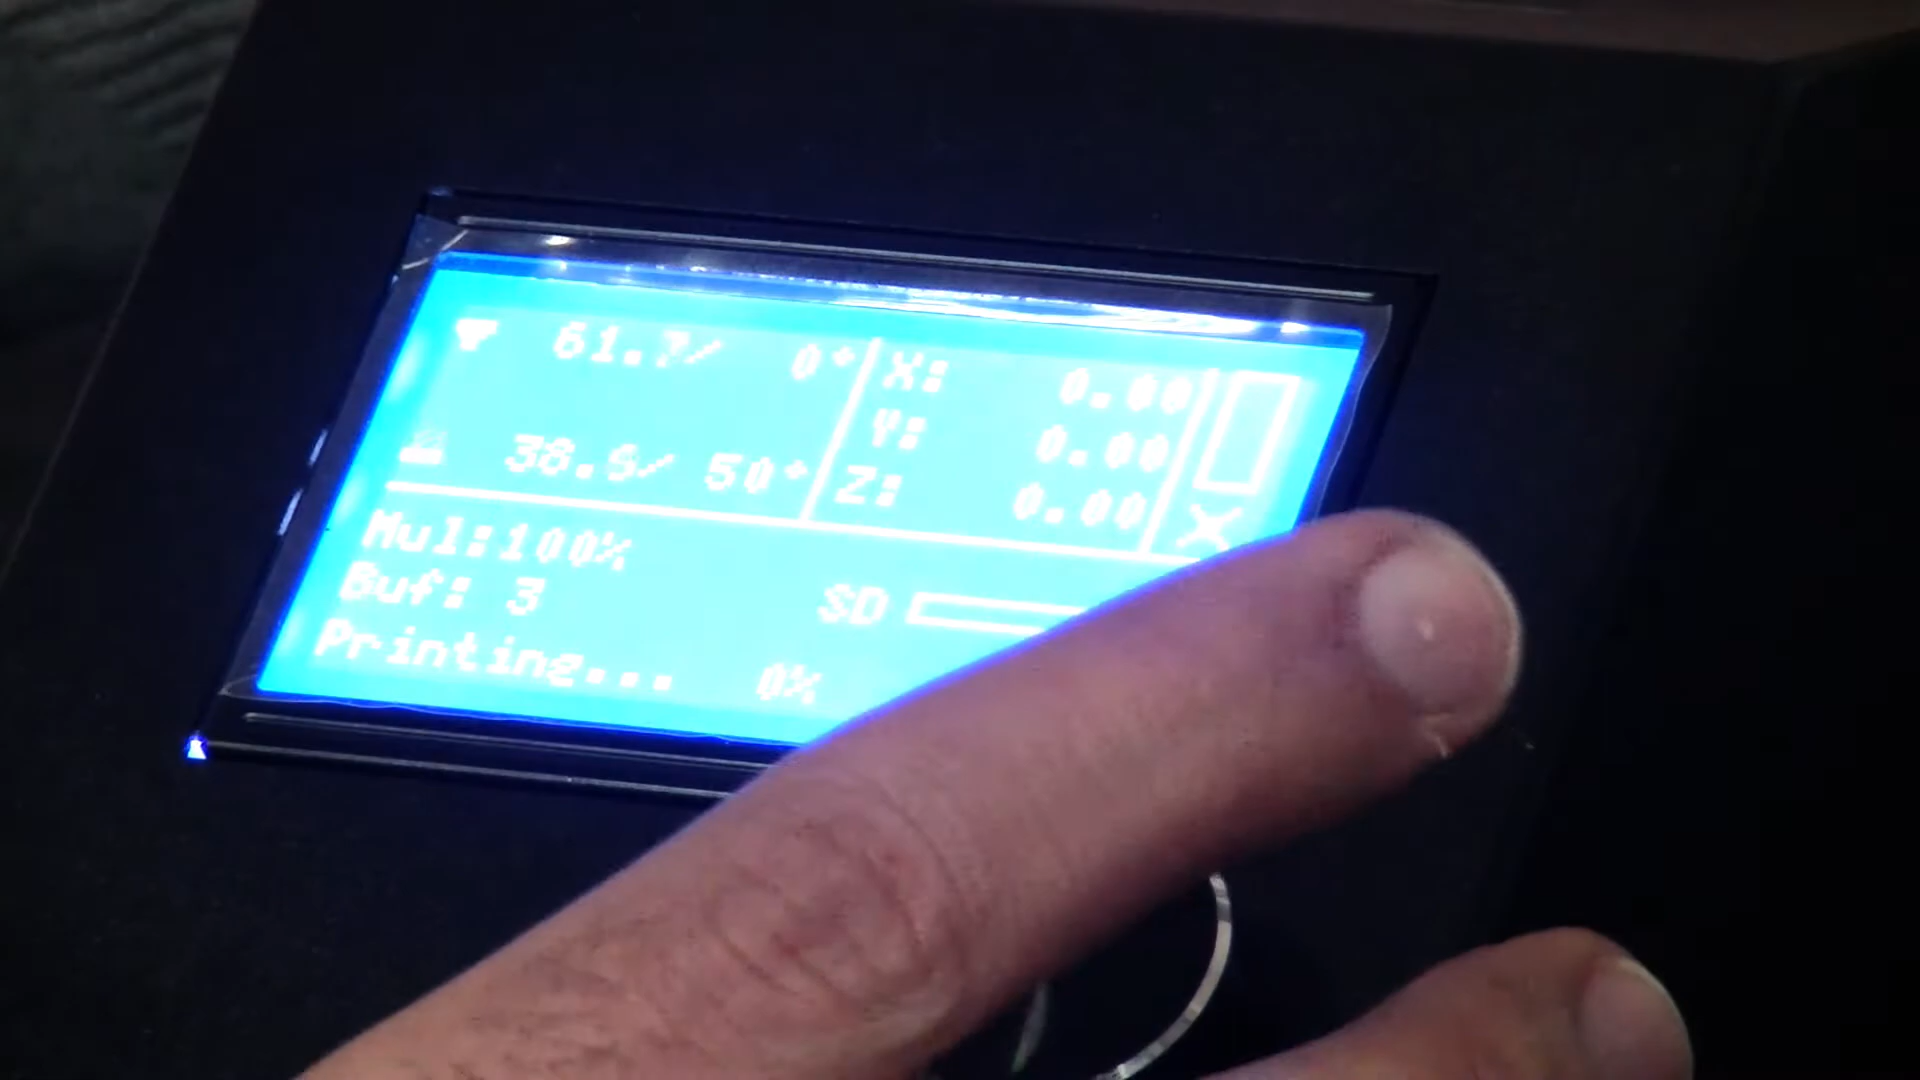 61.7/ 0°
X: 0.00
Y: 0.00
38.5/ 50°
Z: 0.00
Mul:100%
Buf: 3
SD
Printing... 0%